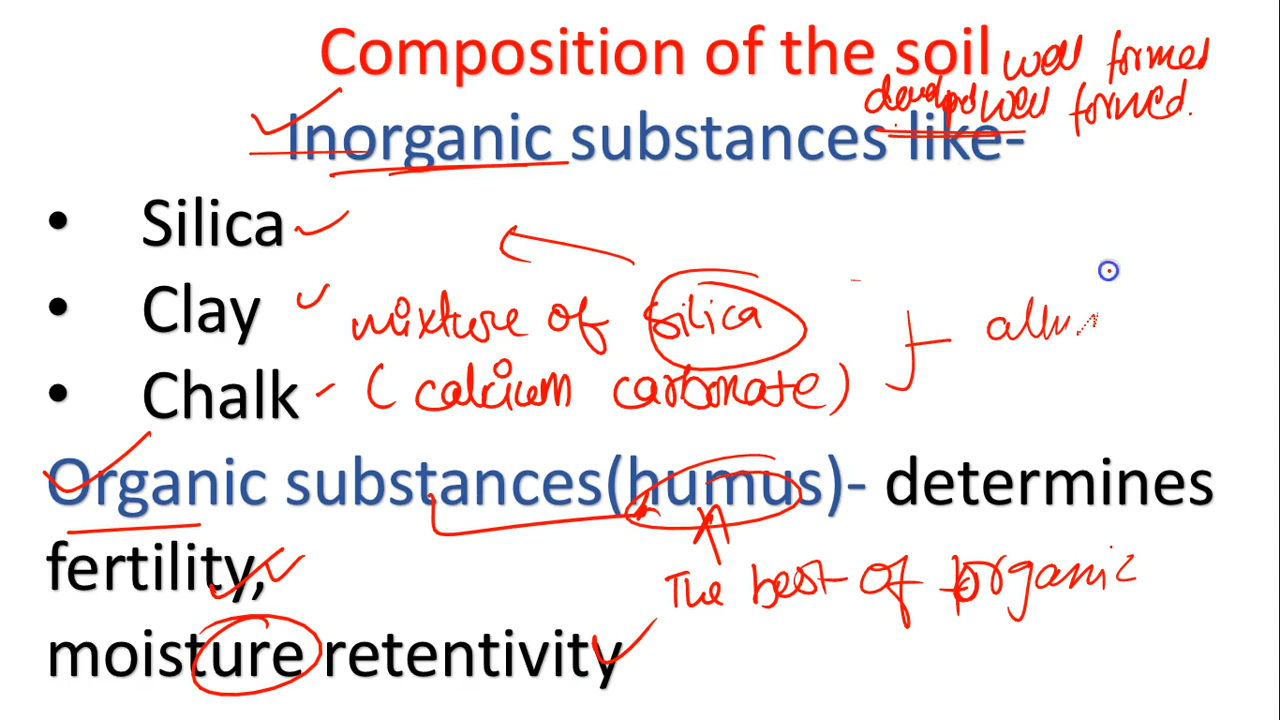 Composition of the soil well formed
well formed.
Inorganic substances like-
• Silica
• Clay mixture of silica
• Chalk (calcium carbonate)
Organic substances(humus)- determines
fertility,
The best of organic
moisture retentivity